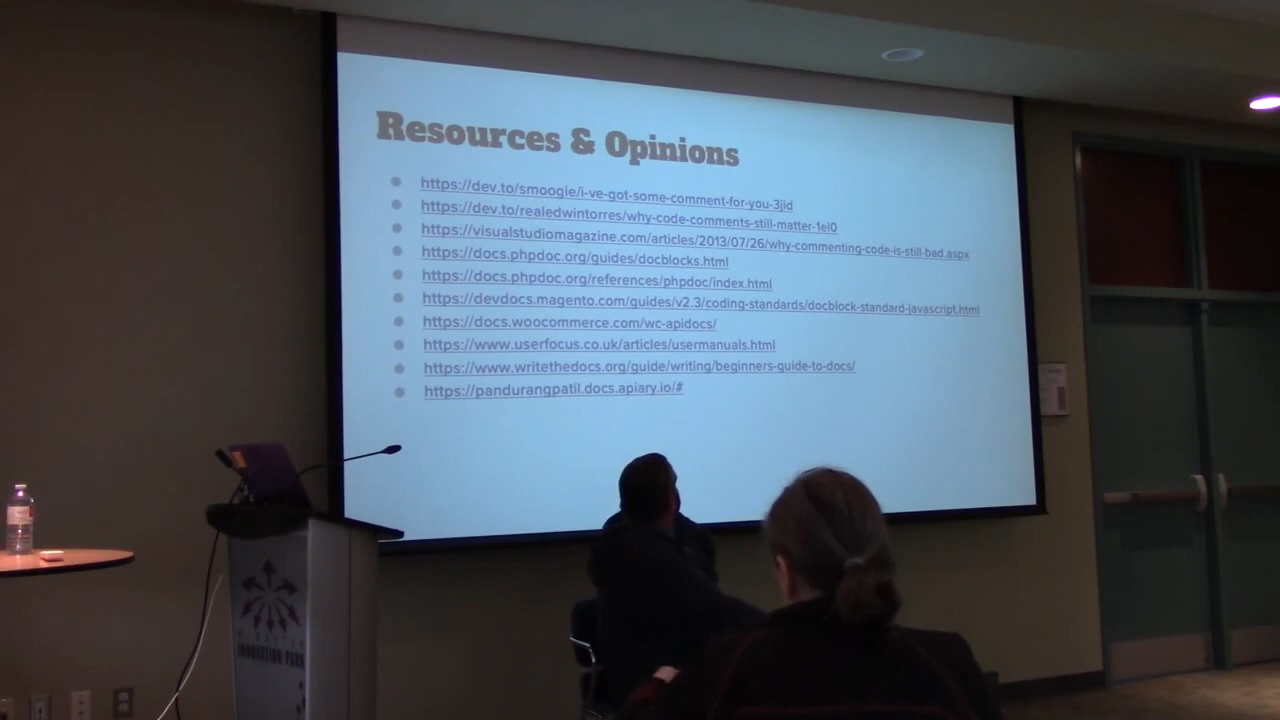 Resources & Opinions
https://dev.to/smoogie/i-ve-got-some-comment-for-you-3jid
https://dev.to/realedwintorres/why-code-comments-still-matter-1el0
https://visualstudiomagazine.com/articles/2013/07/26/why-commenting-code-is-still-bad.aspx
https://docs.phpdoc.org/guides/docblocks.html
https://docs.phpdoc.org/references/phpdoc/index.html
https://devdocs.magento.com/guides/v2.3/coding-standards/docblock-standard-javascript.html
https://docs.woocommerce.com/wc-apidocs/
https://www.userfocus.co.uk/articles/usermanuals.html
https://www.writethedocs.org/guide/writing/beginners-guide-to-docs/
https://pandurangpatil.docs.apiary.io/#
INNOVATION PARK